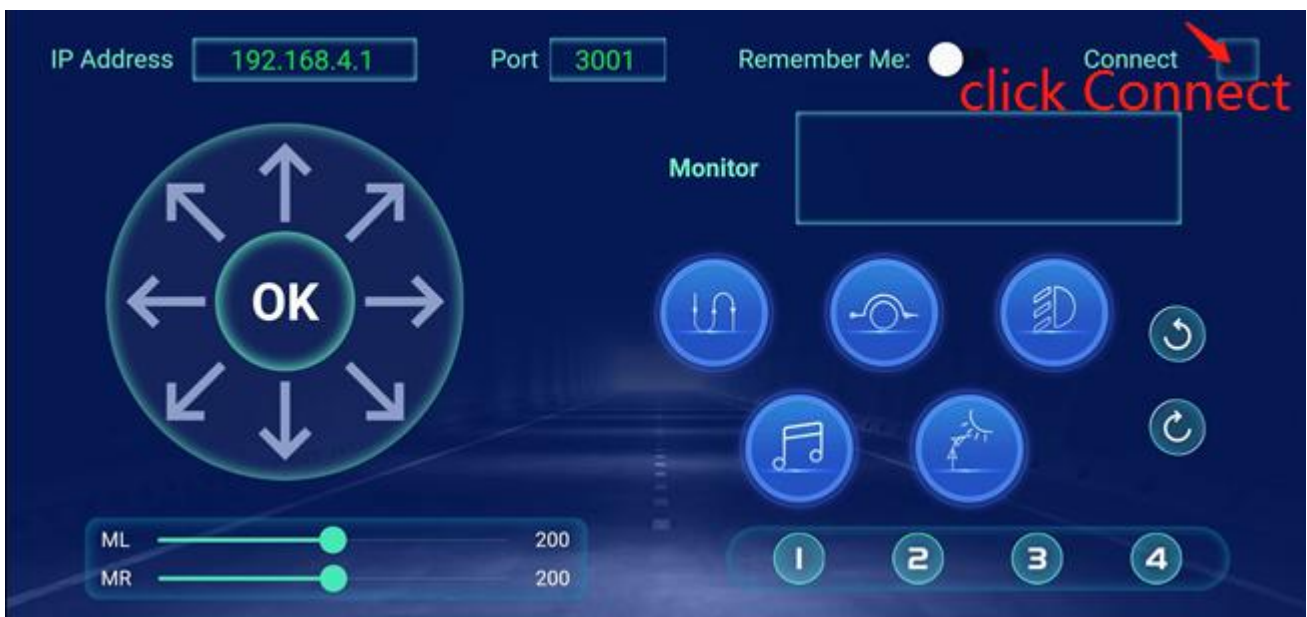 IP Address 192.168.4.1 Port 3001 Remember Me: Connect
click Connect
Monitor
OK
ML 200
MR 200
1 2 3 4